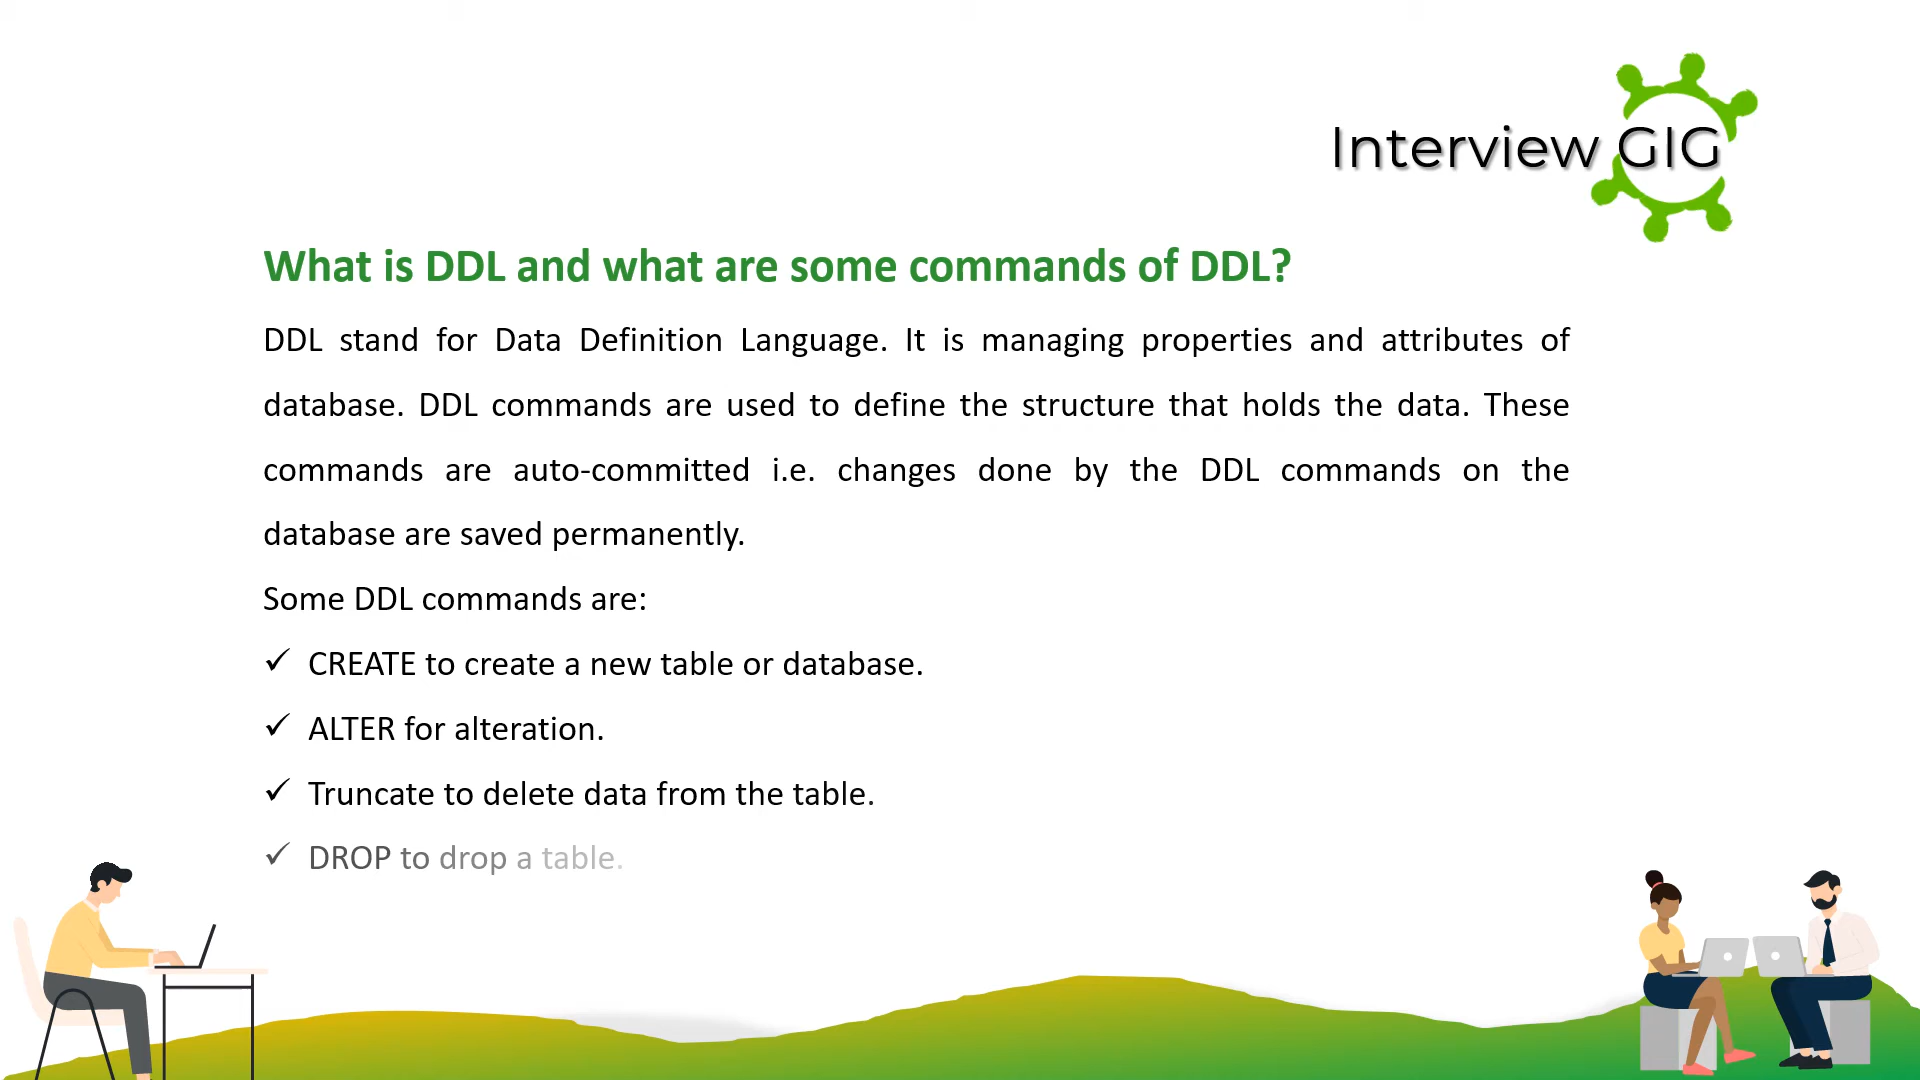 Interview GIG
What is DDL and what are some commands of DDL?
DDL stand for Data Definition Language. It is managing properties and attributes of
database. DDL commands are used to define the structure that holds the data. These
commands are auto-committed i.e. changes done by the DDL commands on the
database are saved permanently.
Some DDL commands are:
✓ CREATE to create a new table or database.
✓ ALTER for alteration.
✓ Truncate to delete data from the table.
✓ DROP to drop a table.